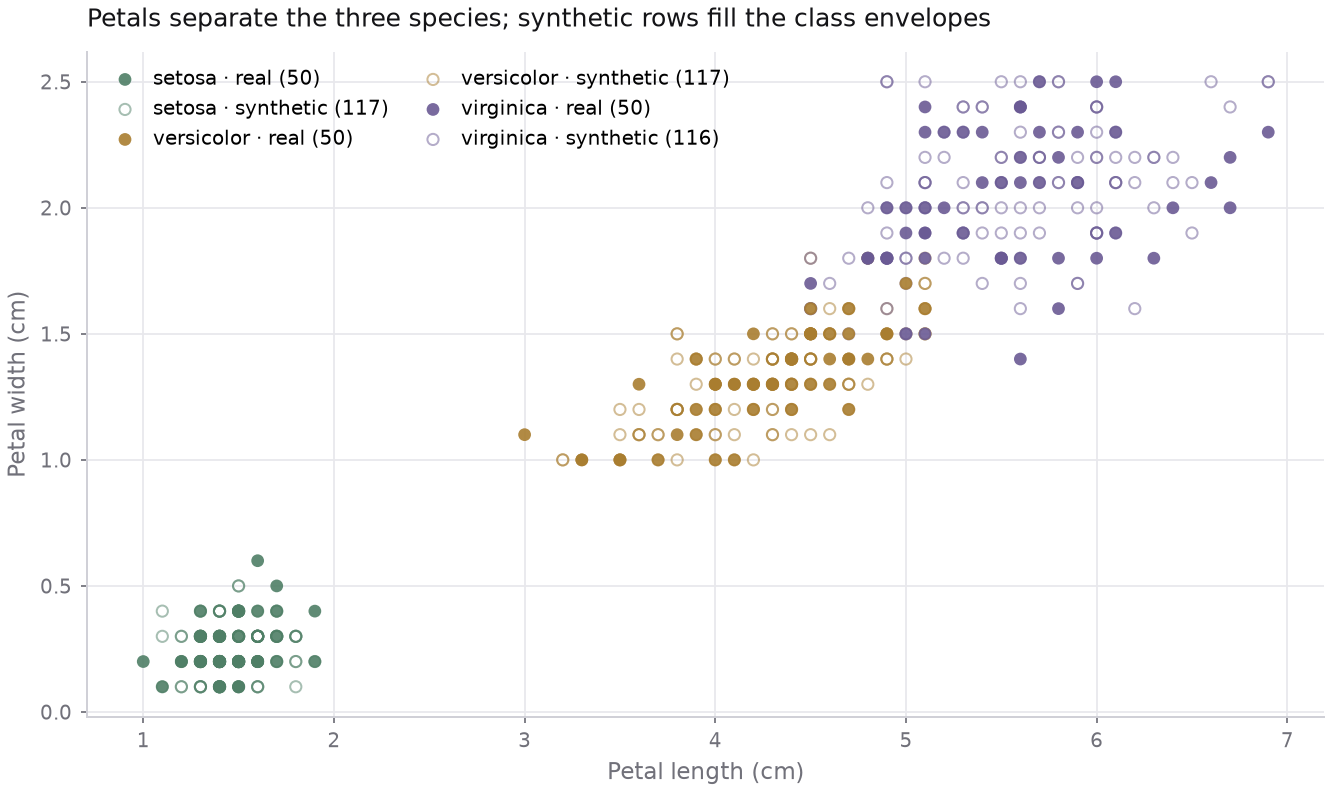 Petals separate the three species; synthetic rows fill the class envelopes
setosa · real (50)
setosa · synthetic (117)
versicolor · real (50)
versicolor · synthetic (117)
virginica · real (50)
virginica · synthetic (116)
Petal width (cm)
2.5
2.0
1.5
1.0
0.5
0.0
1 2 3 4 5 6 7
Petal length (cm)